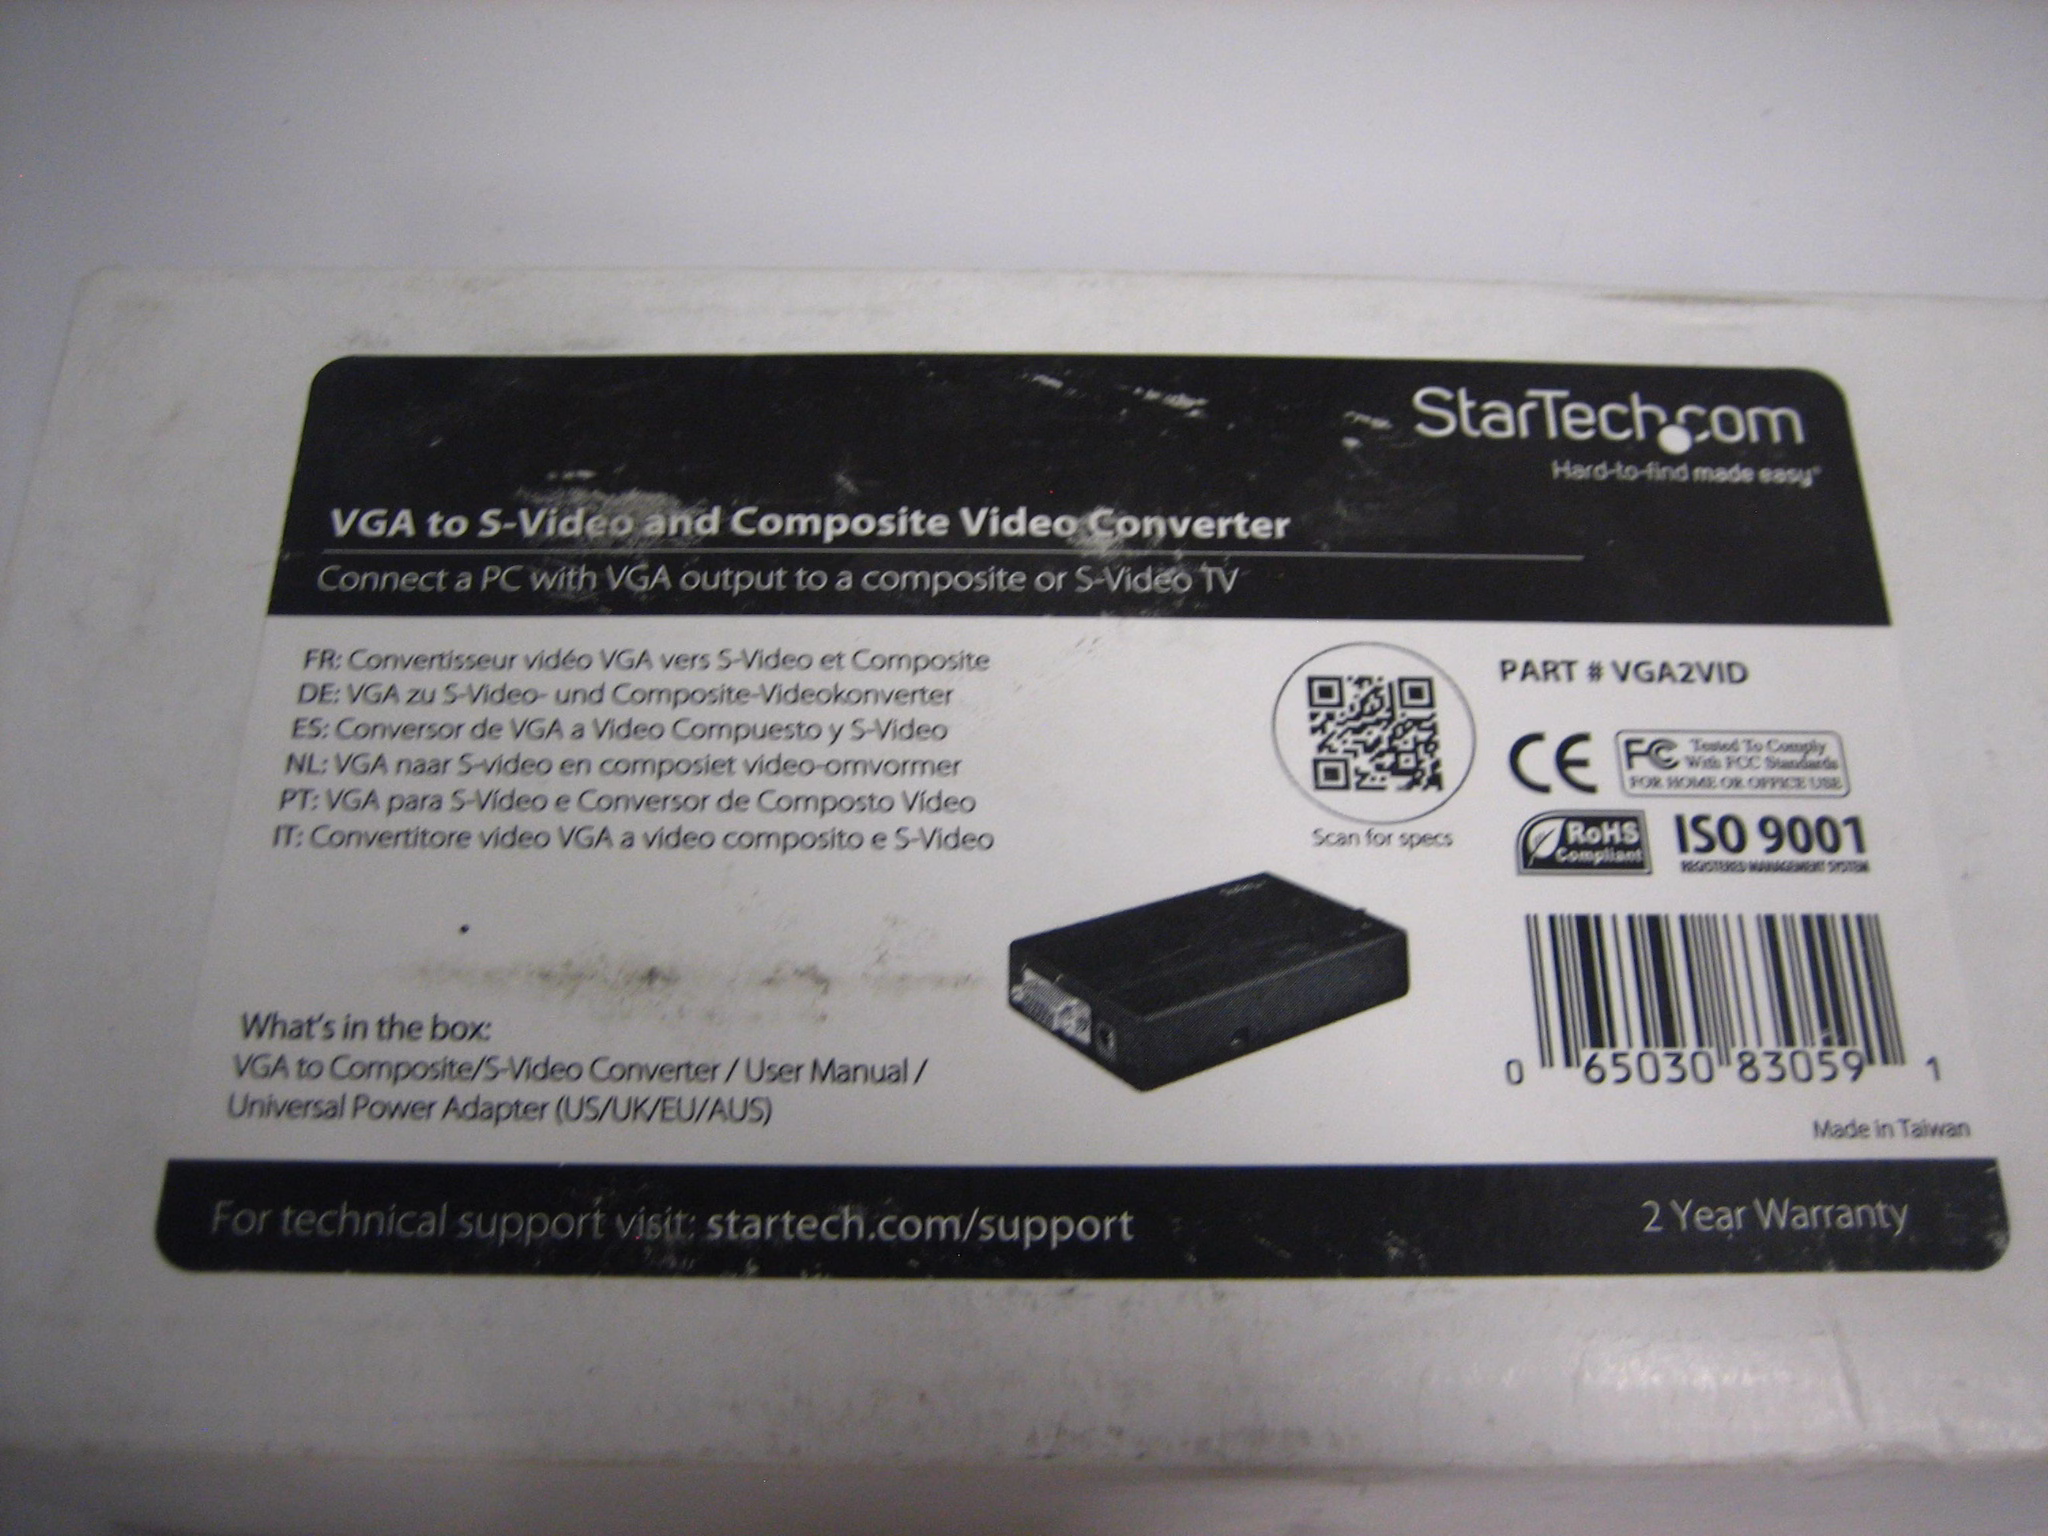 StarTech.com
Hard-to-find made easy®
VGA to S-Video and Composite Video Converter
Connect a PC with VGA output to a composite or S-Video TV
FR: Convertisseur vidéo VGA vers S-Video et Composite
DE: VGA zu S-Video- und Composite-Videokonverter
ES: Conversor de VGA a Video Compuesto y S-Video
NL: VGA naar S-video en composiet video-omvormer
PT: VGA para S-Vídeo e Conversor de Composto Vídeo
IT: Convertitore video VGA a video composito e S-Video
Scan for specs
PART # VGA2VID
CE
FC Tested To Comply
With FCC Standards
FOR HOME OR OFFICE USE
RoHS
Compliant
ISO 9001
REGISTERED MANAGEMENT SYSTEM
What's in the box:
VGA to Composite/S-Video Converter / User Manual /
Universal Power Adapter (US/UK/EU/AUS)
0 65030 83059 1
Made in Taiwan
For technical support visit: startech.com/support
2 Year Warranty